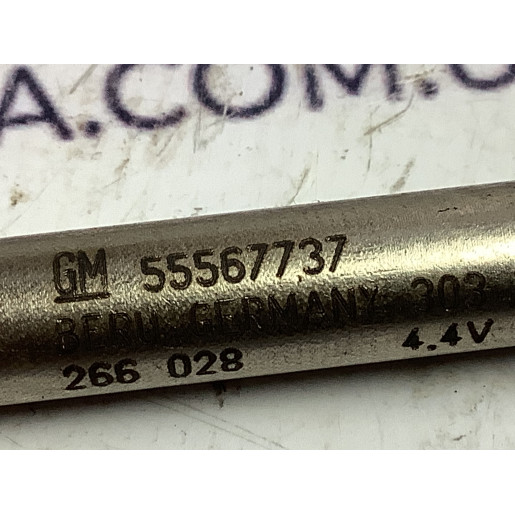 A.COM.U
GM 55567737
BERU GERMANY 303
266 028 4.4V